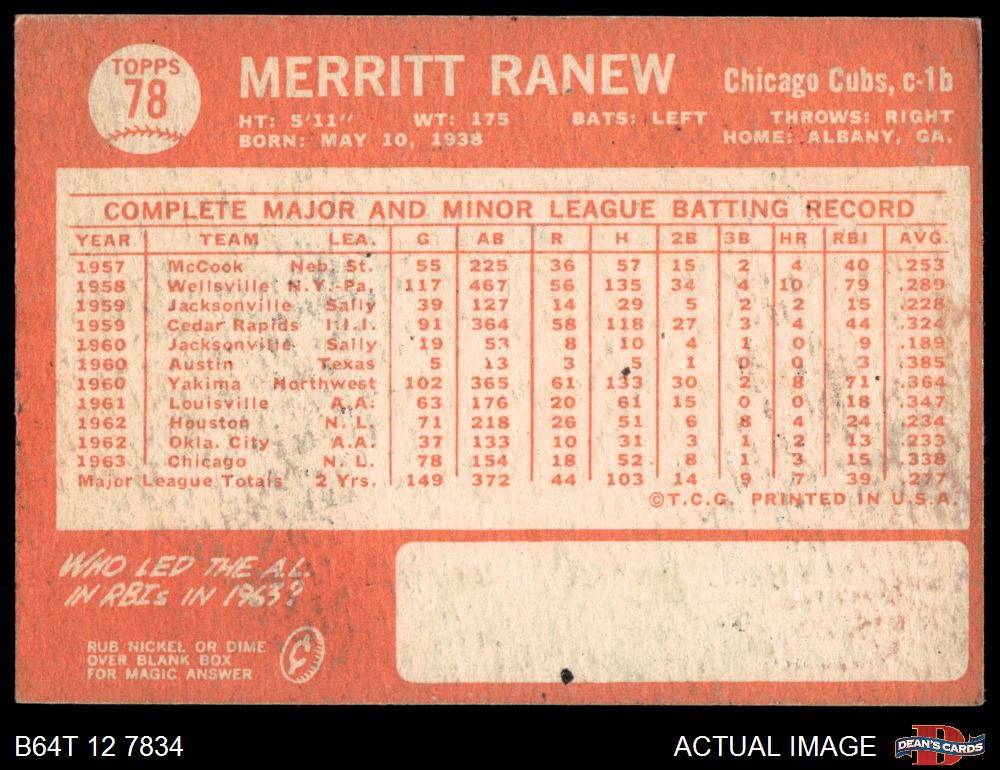 TOPPS
78
MERRITT RANEW
Chicago Cubs, c-1b
HT: 5'11" WT: 175 BATS: LEFT THROWS: RIGHT
BORN: MAY 10, 1938 HOME: ALBANY, GA.
COMPLETE MAJOR AND MINOR LEAGUE BATTING RECORD
YEAR TEAM LEA. G AB R H 2B 3B HR RBI AVG.
1957 McCook Neb. St. 55 225 36 57 15 2 4 40 .253
1958 Wellsville N.Y.-Pa. 117 467 56 135 34 4 10 79 .289
1959 Jacksonville Sally 39 127 14 29 5 2 2 15 .228
1959 Cedar Rapids I.I.I. 91 364 58 118 27 3 4 44 .324
1960 Jacksonville Sally 19 53 8 10 4 1 0 9 .189
1960 Austin Texas 5 13 3 5 1 0 0 3 .385
1960 Yakima Northwest 102 365 61 133 30 2 8 71 .364
1961 Louisville A.A. 63 176 20 61 15 0 0 18 .347
1962 Houston N.L. 71 218 26 51 6 8 4 24 .234
1962 Okla. City A.A. 37 133 10 31 3 1 2 13 .233
1963 Chicago N.L. 78 154 18 52 8 1 3 15 .338
Major League Totals 2 Yrs. 149 372 44 103 14 9 7 39 .277
©T.C.G. PRINTED IN U.S.A.
WHO LED THE A.L.
IN RBIs IN 1963?
RUB NICKEL OR DIME
OVER BLANK BOX
FOR MAGIC ANSWER
¢
B64T 12 7834
ACTUAL IMAGE
D
DEAN'S CARDS